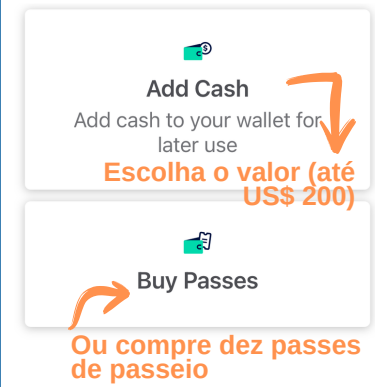 Add Cash
Add cash to your wallet for
later use
Escolha o valor (até
US$ 200)
Buy Passes
Ou compre dez passes
de passeio